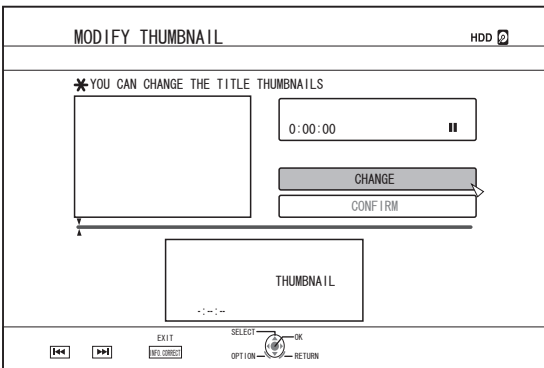 MODIFY THUMBNAIL HDD
*YOU CAN CHANGE THE TITLE THUMBNAILS
0:00:00
CHANGE
CONFIRM
THUMBNAIL
-:--:--
EXIT
INFO.CORRECT
SELECT OK
OPTION RETURN